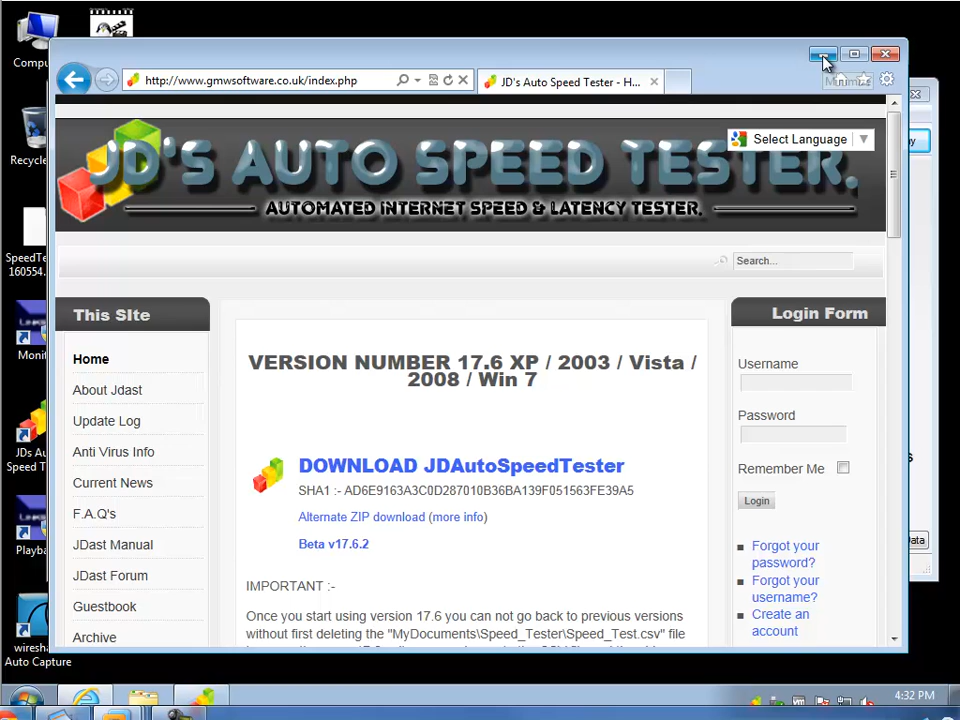 Compu
Recycle
SpeedTe
160554.
Monit
JDs Au
Speed T
Playba
wiresha
Auto Capture
http://www.gmwsoftware.co.uk/index.php
JD's Auto Speed Tester - H...
Minimize
JD'S AUTO SPEED TESTER.
AUTOMATED INTERNET SPEED & LATENCY TESTER.
Select Language
Search...
This SIte
Home
About Jdast
Update Log
Anti Virus Info
Current News
F.A.Q's
JDast Manual
JDast Forum
Guestbook
Archive
VERSION NUMBER 17.6 XP / 2003 / Vista /
2008 / Win 7
DOWNLOAD JDAutoSpeedTester
SHA1 :- AD6E9163A3C0D287010B36BA139F051563FE39A5
Alternate ZIP download (more info)
Beta v17.6.2
IMPORTANT :-
Once you start using version 17.6 you can not go back to previous versions
without first deleting the "MyDocuments\Speed_Tester\Speed_Test.csv" file
Login Form
Username
Password
Remember Me
Login
Forgot your
password?
Forgot your
username?
Create an
account
ata
4:32 PM